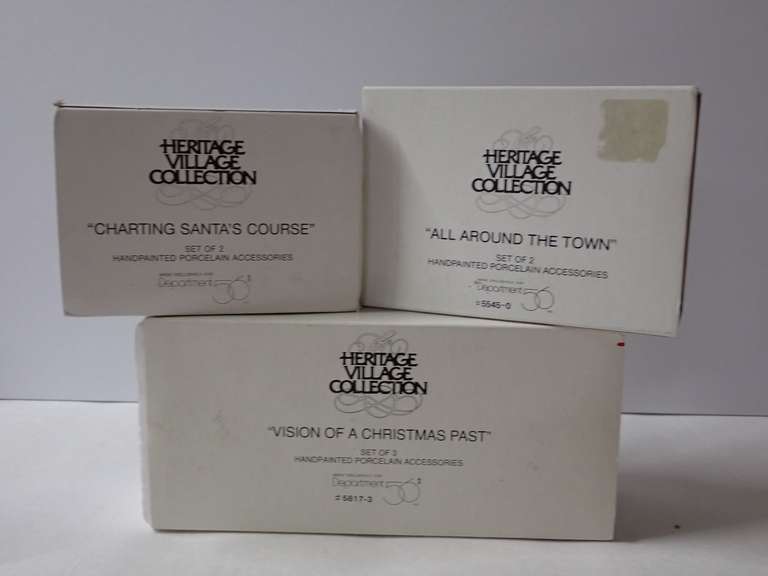 HERITAGE
VILLAGE
COLLECTION
"CHARTING SANTA'S COURSE"
SET OF 2
HANDPAINTED PORCELAIN ACCESSORIES
Department 56
HERITAGE
VILLAGE
COLLECTION
"ALL AROUND THE TOWN"
SET OF 2
HANDPAINTED PORCELAIN ACCESSORIES
Department 56
#5545-0
HERITAGE
VILLAGE
COLLECTION
"VISION OF A CHRISTMAS PAST"
SET OF 3
HANDPAINTED PORCELAIN ACCESSORIES
Department 56
#5817-3